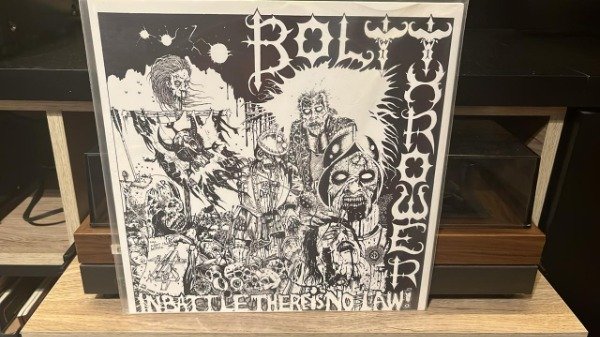 BOLT
THROWER
IN BATTLE THERE IS NO LAW!